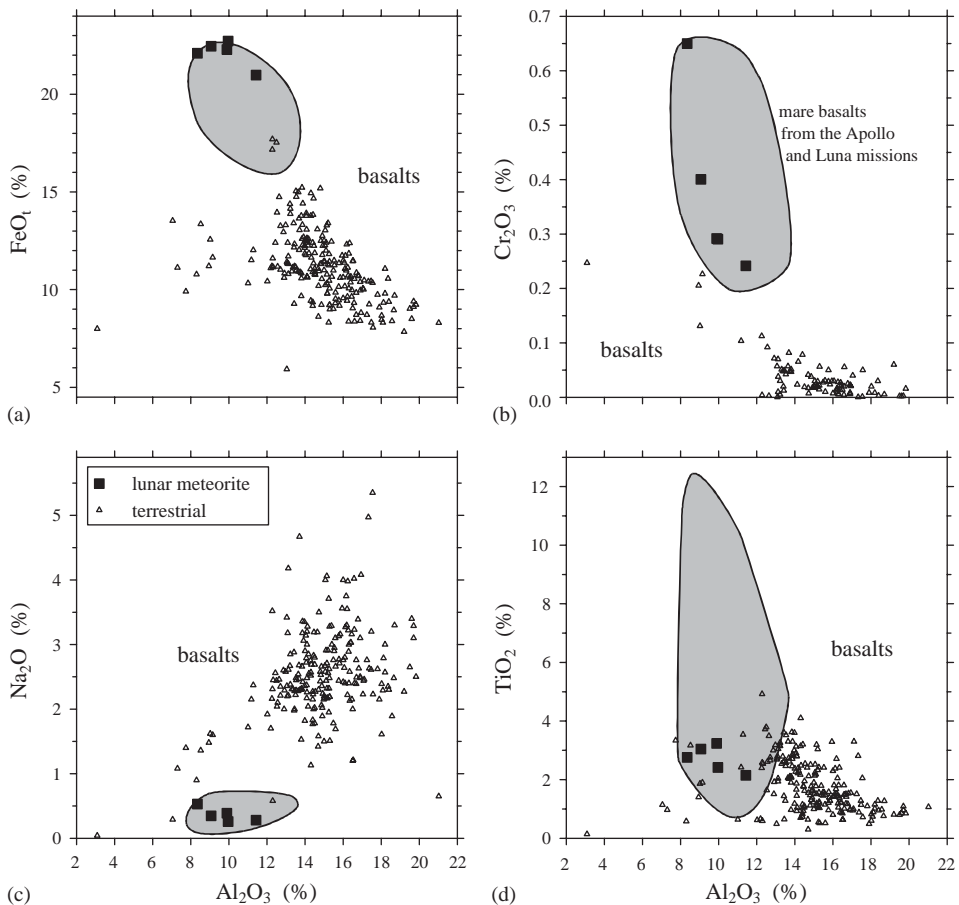 20
15
10
5
FeOₜ (%)
basalts
(a)
0.7
0.6
0.5
0.4
0.3
0.2
0.1
0.0
Cr₂O₃ (%)
mare basalts
from the Apollo
and Luna missions
basalts
(b)
5
4
3
2
1
0
Na₂O (%)
lunar meteorite
terrestrial
basalts
2 4 6 8 10 12 14 16 18 20 22
Al₂O₃ (%)
(c)
12
10
8
6
4
2
0
TiO₂ (%)
basalts
2 4 6 8 10 12 14 16 18 20 22
Al₂O₃ (%)
(d)